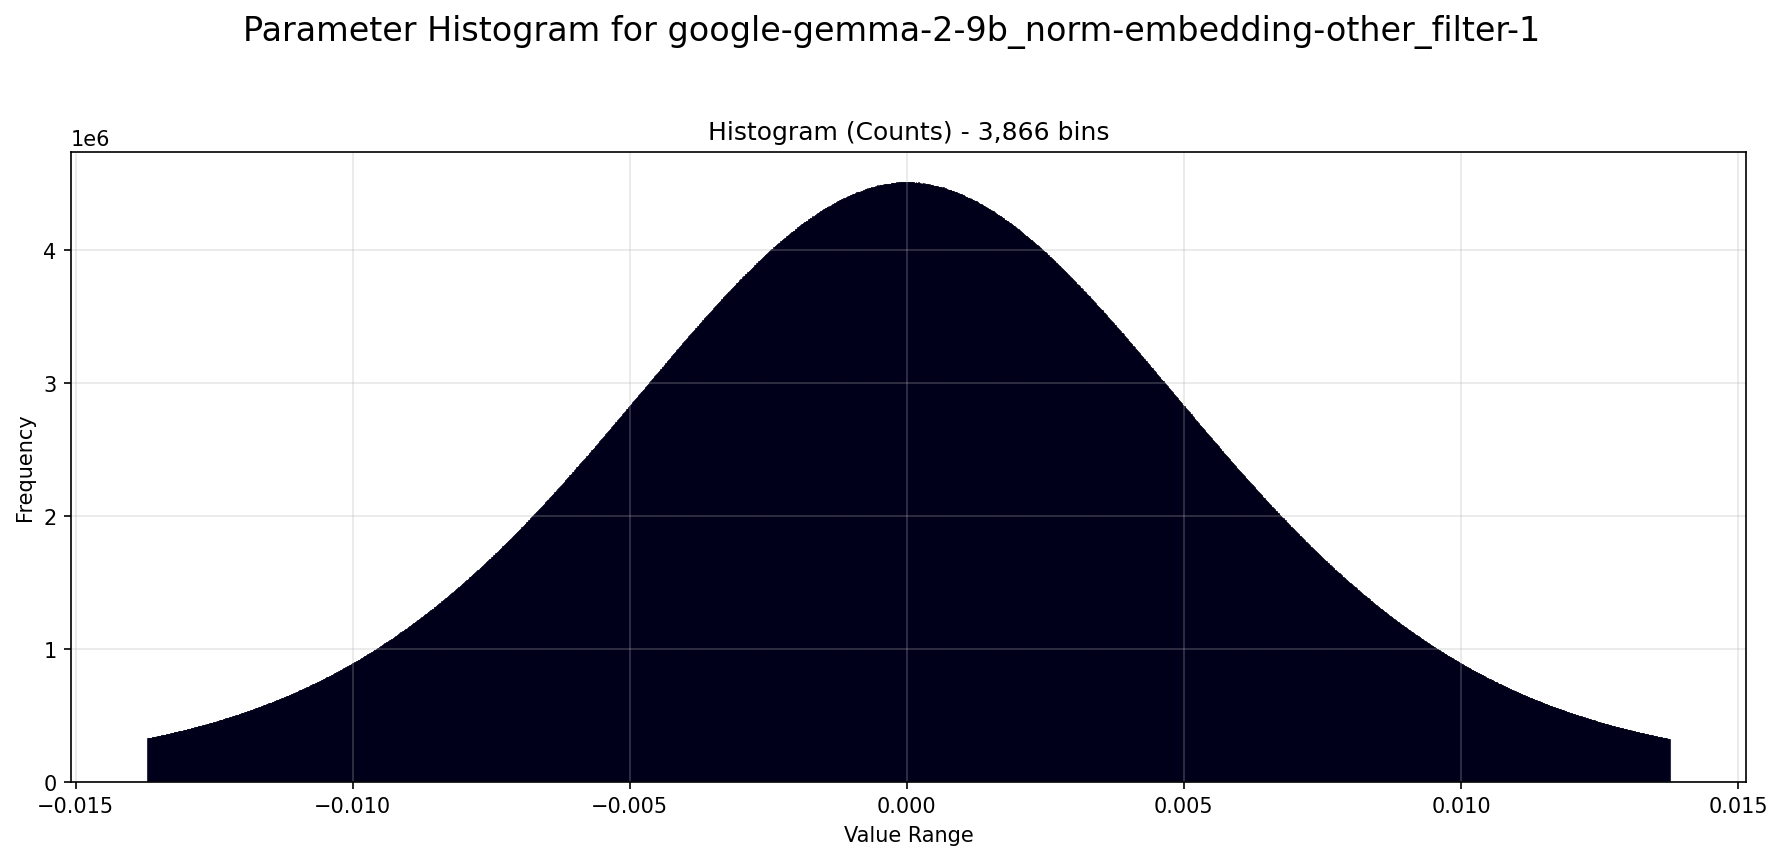 Parameter Histogram for google-gemma-2-9b_norm-embedding-other_filter-1
Histogram (Counts) - 3,866 bins
1e6
4
3
2
1
0
Frequency
−0.015 −0.010 −0.005 0.000 0.005 0.010 0.015
Value Range